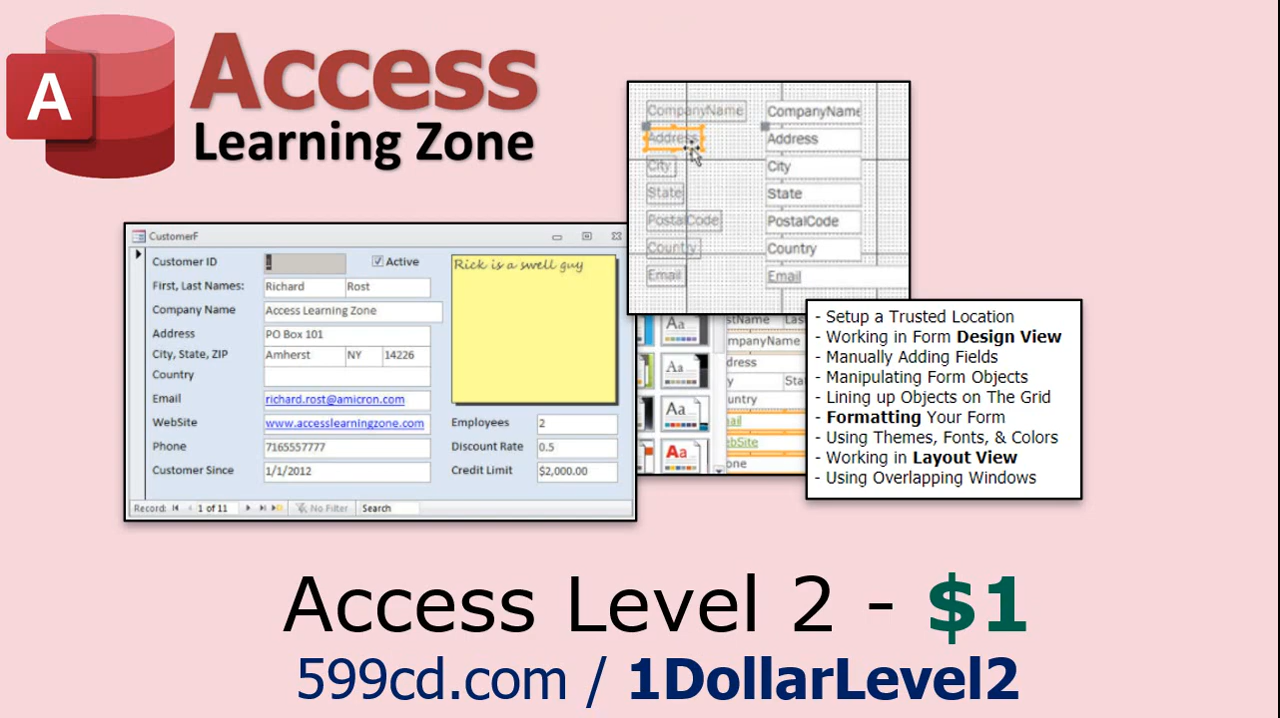 A
Access
Learning Zone
CompanyName CompanyName
Address Address
City City
State State
PostalCode PostalCode
Country Country
Email Email
CustomerF
Customer ID Active
First, Last Names: Richard Rost
Company Name Access Learning Zone
Address PO Box 101
City, State, ZIP Amherst NY 14226
Country
Email richard.rost@amicron.com
WebSite www.accesslearningzone.com
Phone 7165557777
Customer Since 1/1/2012
Rick is a swell guy
Employees 2
Discount Rate 0.5
Credit Limit $2,000.00
Record: 1 of 11 No Filter Search
Aa
Aa
Aa
Aa
- Setup a Trusted Location
- Working in Form Design View
- Manually Adding Fields
- Manipulating Form Objects
- Lining up Objects on The Grid
- Formatting Your Form
- Using Themes, Fonts, & Colors
- Working in Layout View
- Using Overlapping Windows
Access Level 2 - $1
599cd.com / 1DollarLevel2